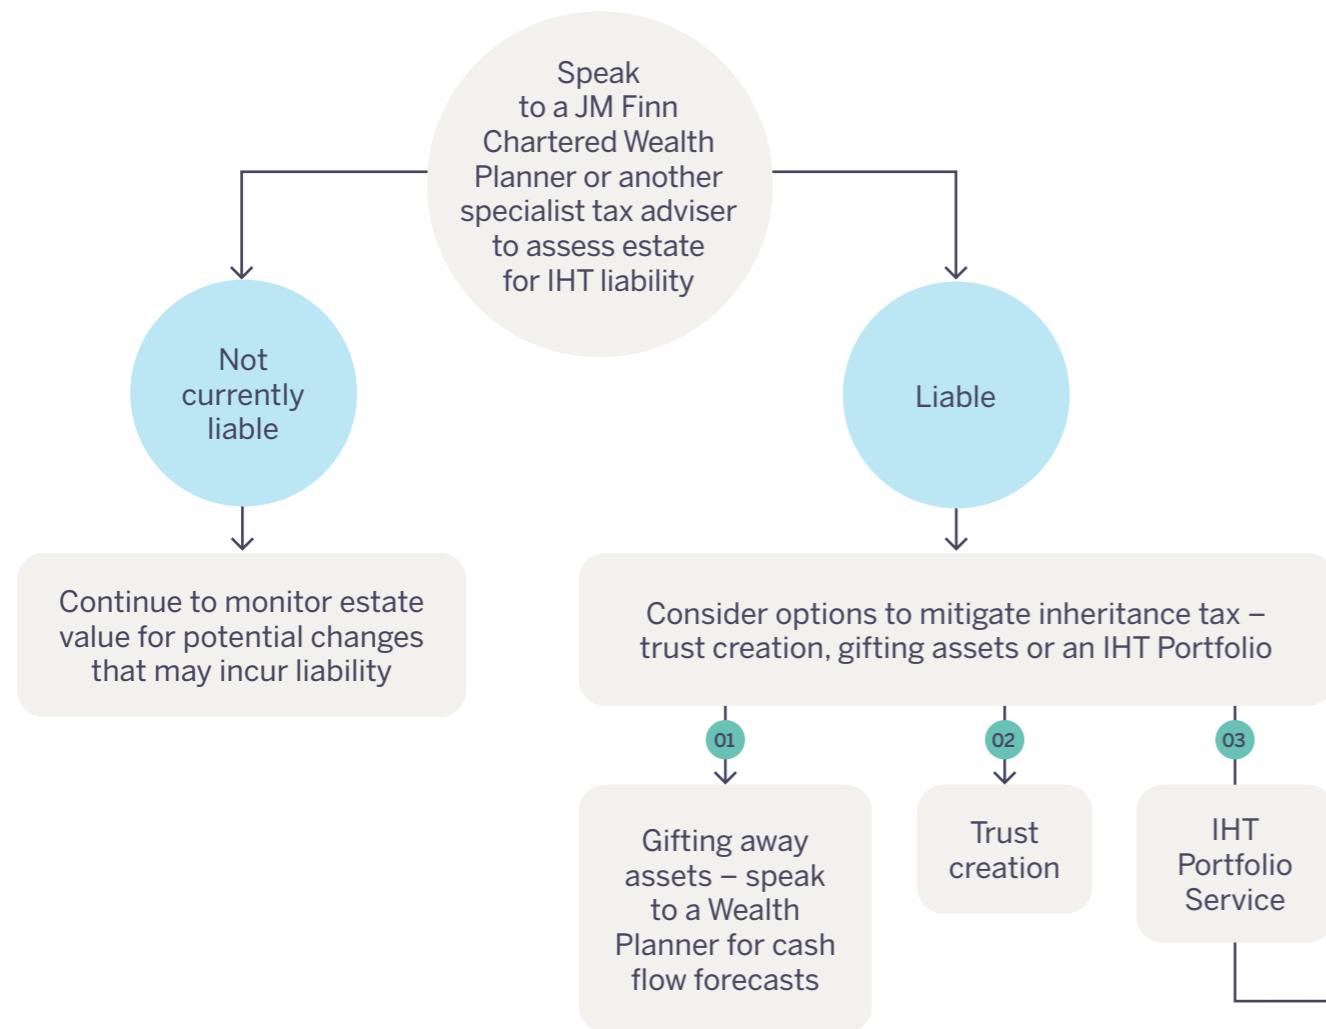 Speak
to a JM Finn
Chartered Wealth
Planner or another
specialist tax adviser
to assess estate
for IHT liability
Not
currently
liable
Liable
Continue to monitor estate
value for potential changes
that may incur liability
Consider options to mitigate inheritance tax –
trust creation, gifting assets or an IHT Portfolio
01
02
03
Gifting away
assets – speak
to a Wealth
Planner for cash
flow forecasts
Trust
creation
IHT
Portfolio
Service